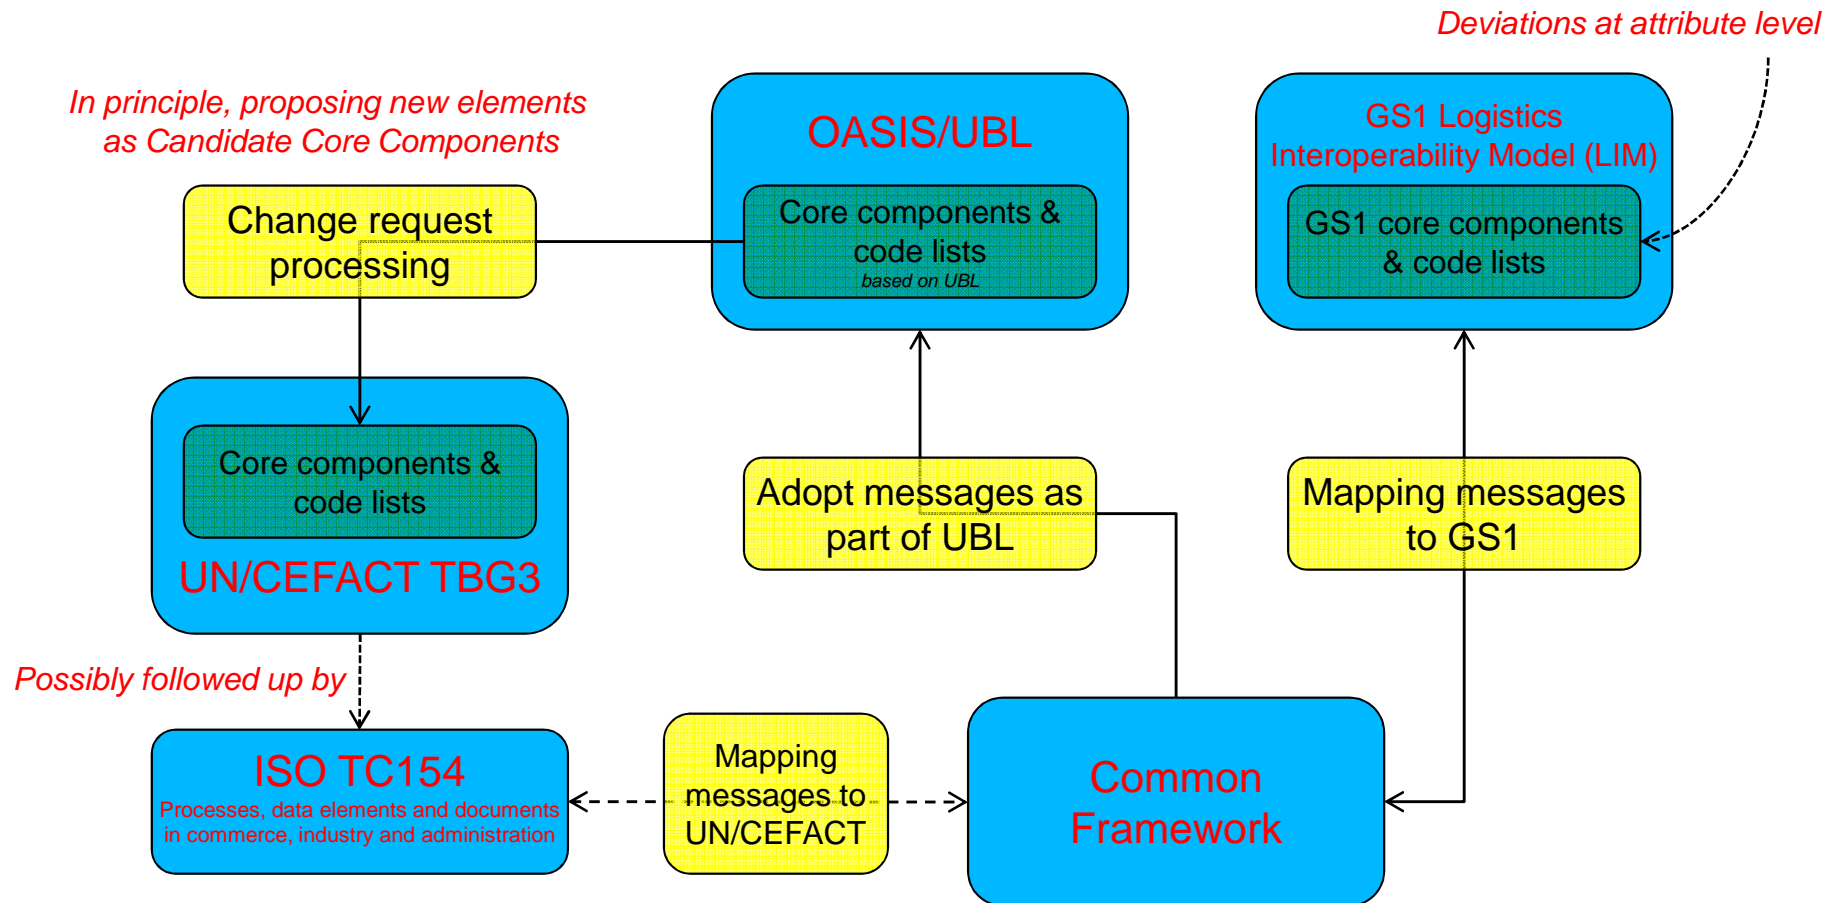 Deviations at attribute level
In principle, proposing new elements
as Candidate Core Components
OASIS/UBL
GS1 Logistics
Interoperability Model (LIM)
Change request
processing
Core components &
code lists
based on UBL
GS1 core components
& code lists
Core components &
code lists
UN/CEFACT TBG3
Adopt messages as
part of UBL
Mapping messages
to GS1
Possibly followed up by
ISO TC154
Processes, data elements and documents
in commerce, industry and administration
Mapping
messages to
UN/CEFACT
Common
Framework